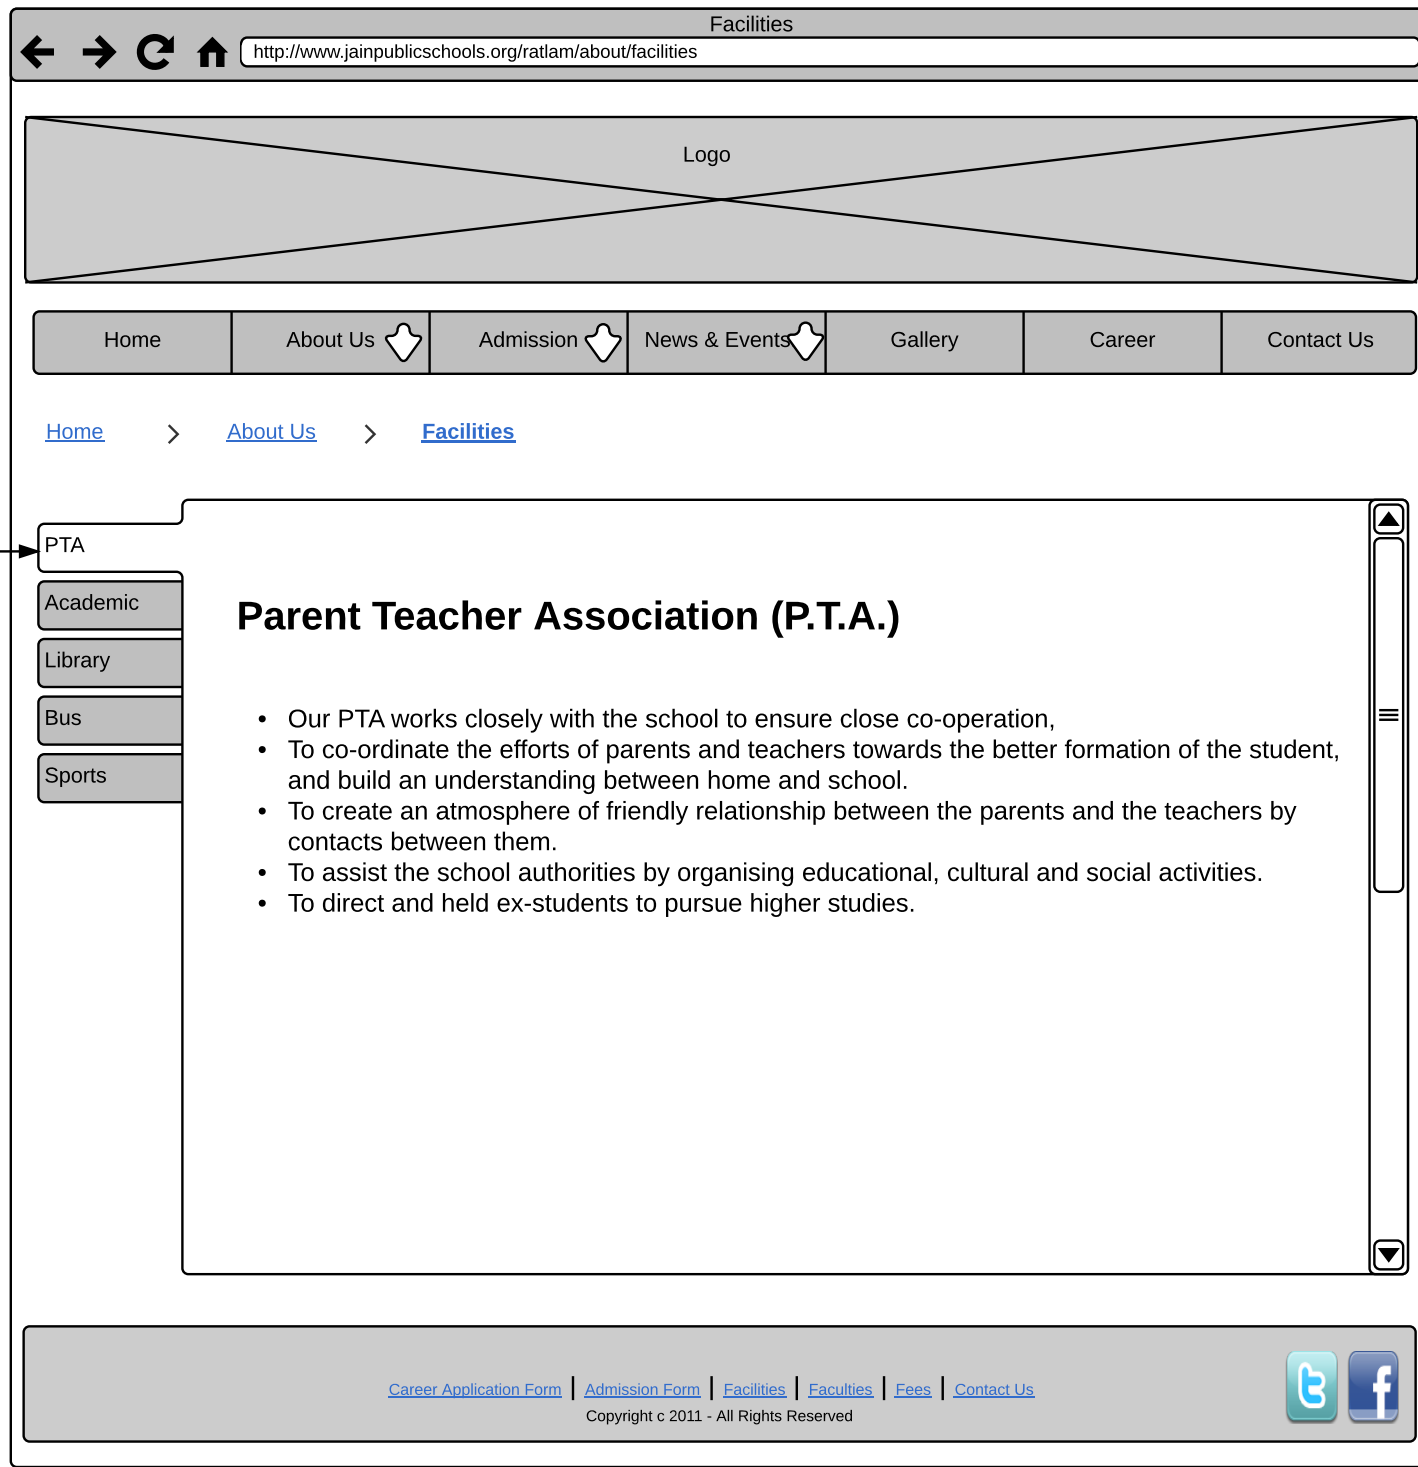 Facilities
http://www.jainpublicschools.org/ratlam/about/facilities
Logo
Home About Us Admission News & Events Gallery Career Contact Us
Home > About Us > Facilities
PTA
Academic
Library
Bus
Sports
Parent Teacher Association (P.T.A.)
• Our PTA works closely with the school to ensure close co-operation,
• To co-ordinate the efforts of parents and teachers towards the better formation of the student,
and build an understanding between home and school.
• To create an atmosphere of friendly relationship between the parents and the teachers by
contacts between them.
• To assist the school authorities by organising educational, cultural and social activities.
• To direct and held ex-students to pursue higher studies.
Career Application Form | Admission Form | Facilities | Faculties | Fees | Contact Us
Copyright c 2011 - All Rights Reserved